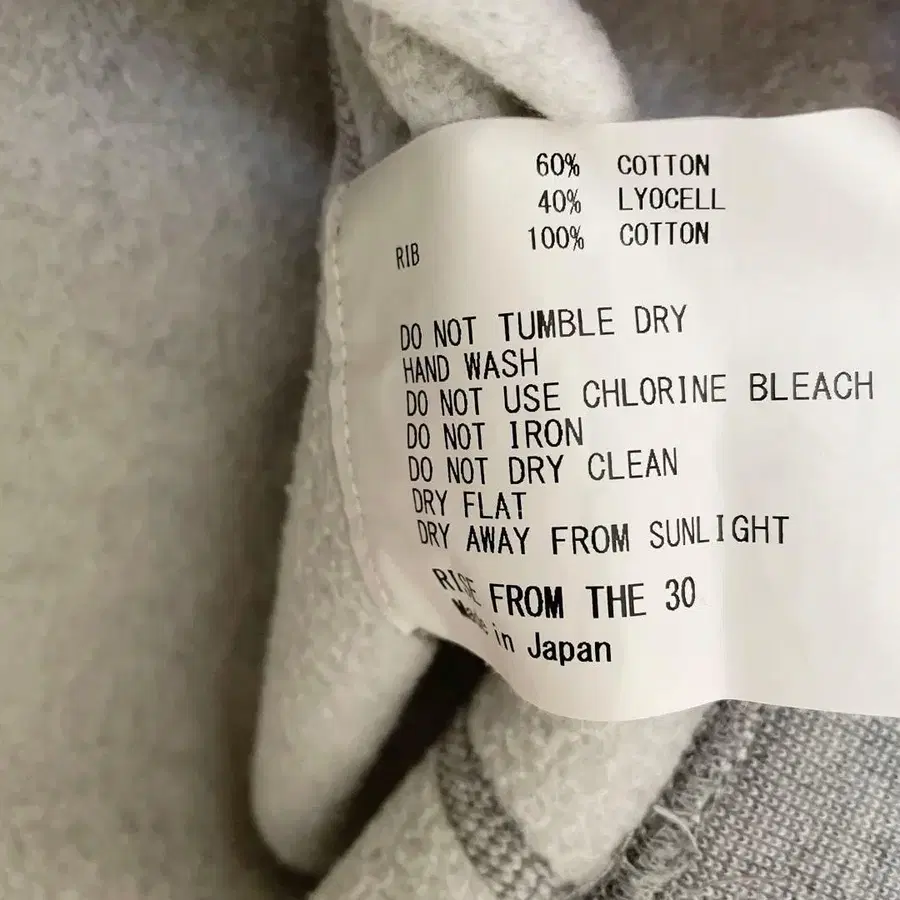 60% COTTON
40% LYOCELL
RIB 100% COTTON
DO NOT TUMBLE DRY
HAND WASH
DO NOT USE CHLORINE BLEACH
DO NOT IRON
DO NOT DRY CLEAN
DRY FLAT
DRY AWAY FROM SUNLIGHT
RISE FROM THE 30
Made in Japan